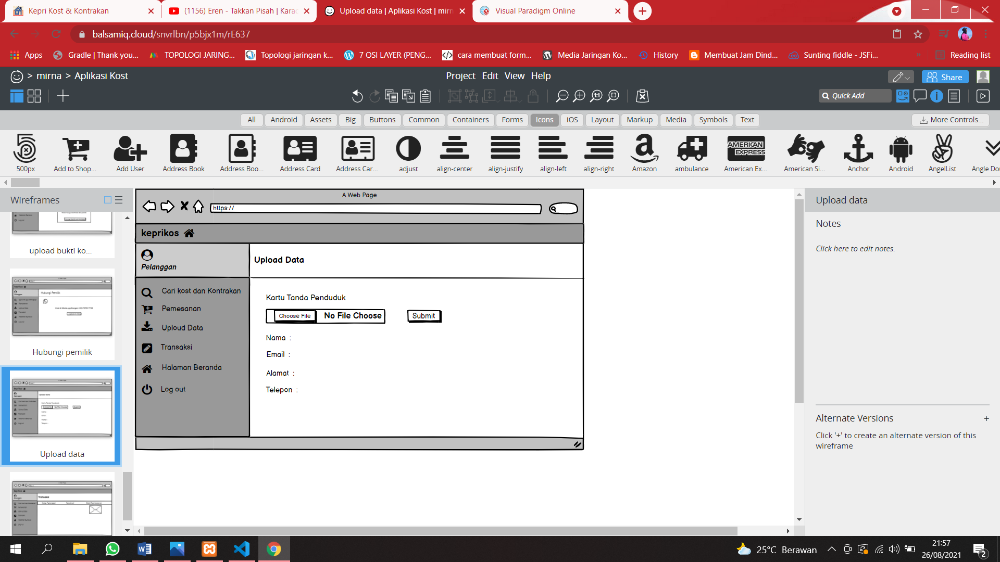 Kepri Kost & Kontrakan
(1156) Eren - Takkan Pisah | Karao
Upload data | Aplikasi Kost | mirn
Visual Paradigm Online
balsamiq.cloud/snvrlbn/p5bjx1m/rE637
Apps
Gradle | Thank you...
TOPOLOGI JARING...
Topologi jaringan k...
7 OSI LAYER (PENG...
cara membuat form...
Media Jaringan Ko...
History
Membuat Jam Dind...
Sunting fiddle - JSFi...
Reading list
> mirna > Aplikasi Kost
Project Edit View Help
Share
Quick Add
All Android Assets Big Buttons Common Containers Forms Icons iOS Layout Markup Media Symbols Text
More Controls...
500px
Add to Shop...
Add User
Address Book
Address Boo...
Address Card
Address Car...
adjust
align-center
align-justify
align-left
align-right
Amazon
ambulance
American Ex...
American Si...
Anchor
Android
AngelList
Angle Dou
AMERICAN EXPRESS
Wireframes
upload bukti ko...
Hubungi Pemilik
Hubungi pemilik
Upload data
Transaksi
A Web Page
https://
keprikos
Pelanggan
Cari kost dan Kontrakan
Pemesanan
Uploud Data
Transaksi
Halaman Beranda
Log out
Upload Data
Kartu Tanda Penduduk
Choose File
No File Choose
Submit
Nama :
Email :
Alamat :
Telepon :
Upload data
Notes
Click here to edit notes.
Alternate Versions +
Click '+' to create an alternate version of this
wireframe
25°C Berawan
21:57
26/08/2021
2